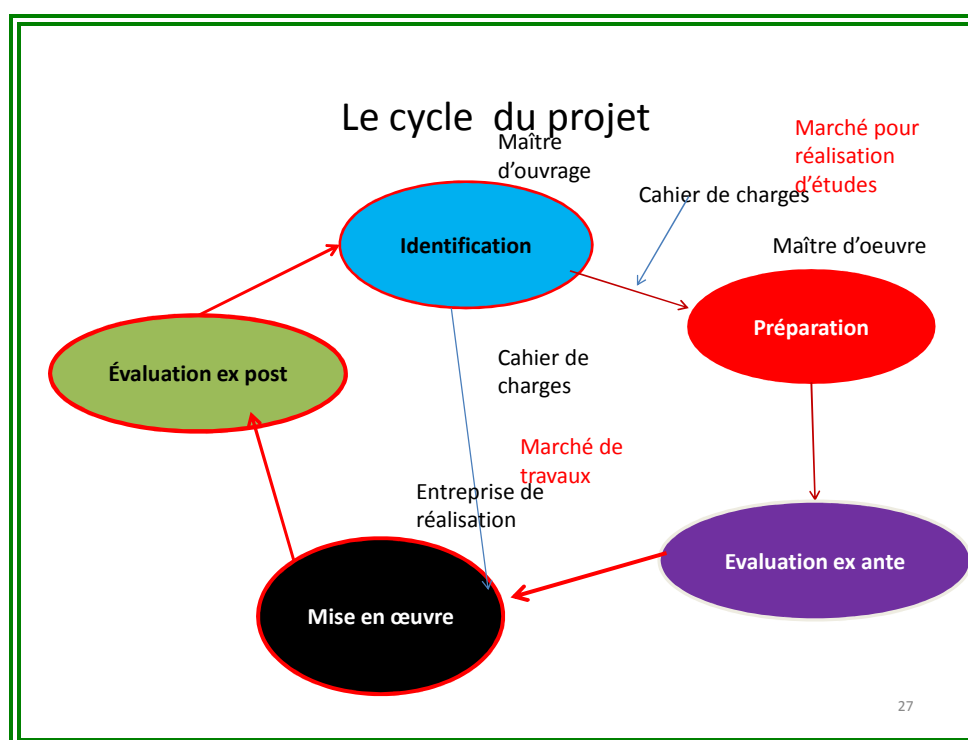 Le cycle du projet
Maître
d'ouvrage
Marché pour
réalisation
d'études
Cahier de charges
Identification
Maître d'oeuvre
Préparation
Cahier de
charges
Évaluation ex post
Marché de
travaux
Entreprise de
réalisation
Evaluation ex ante
Mise en œuvre
27